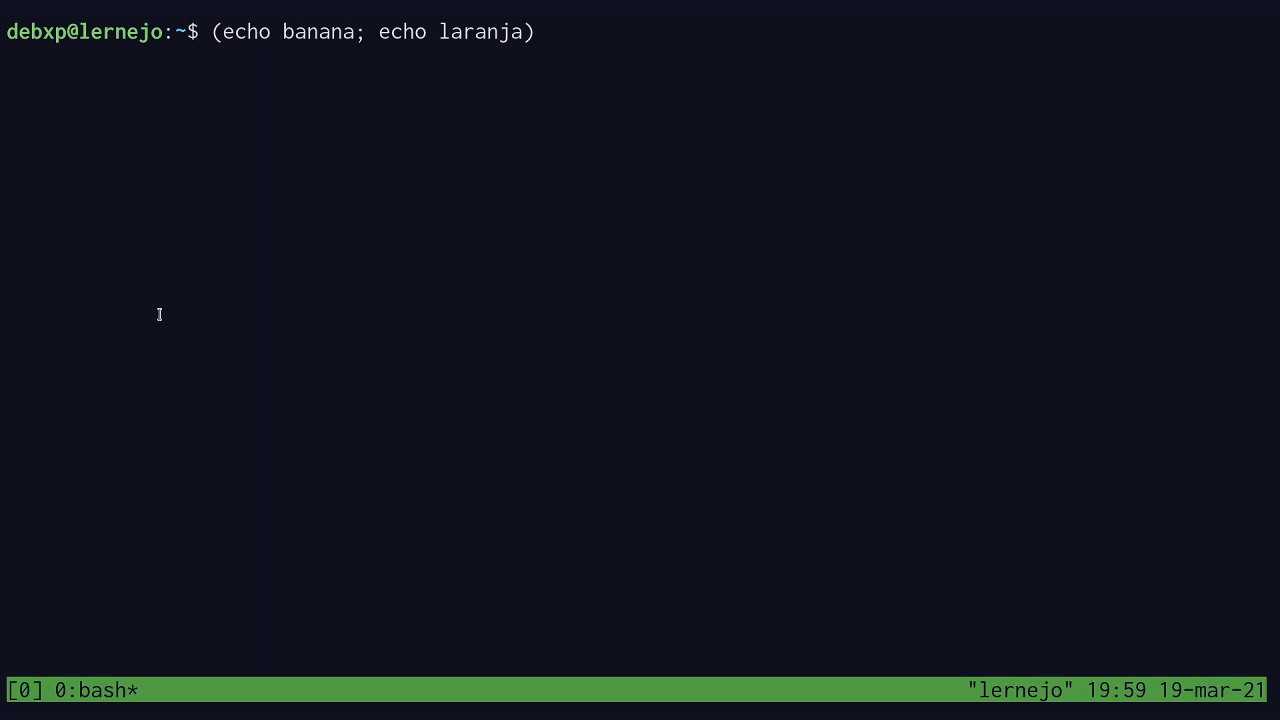 debxp@lernejo:~$ (echo banana; echo laranja)
[0] 0:bash* "lernejo" 19:59 19-mar-21